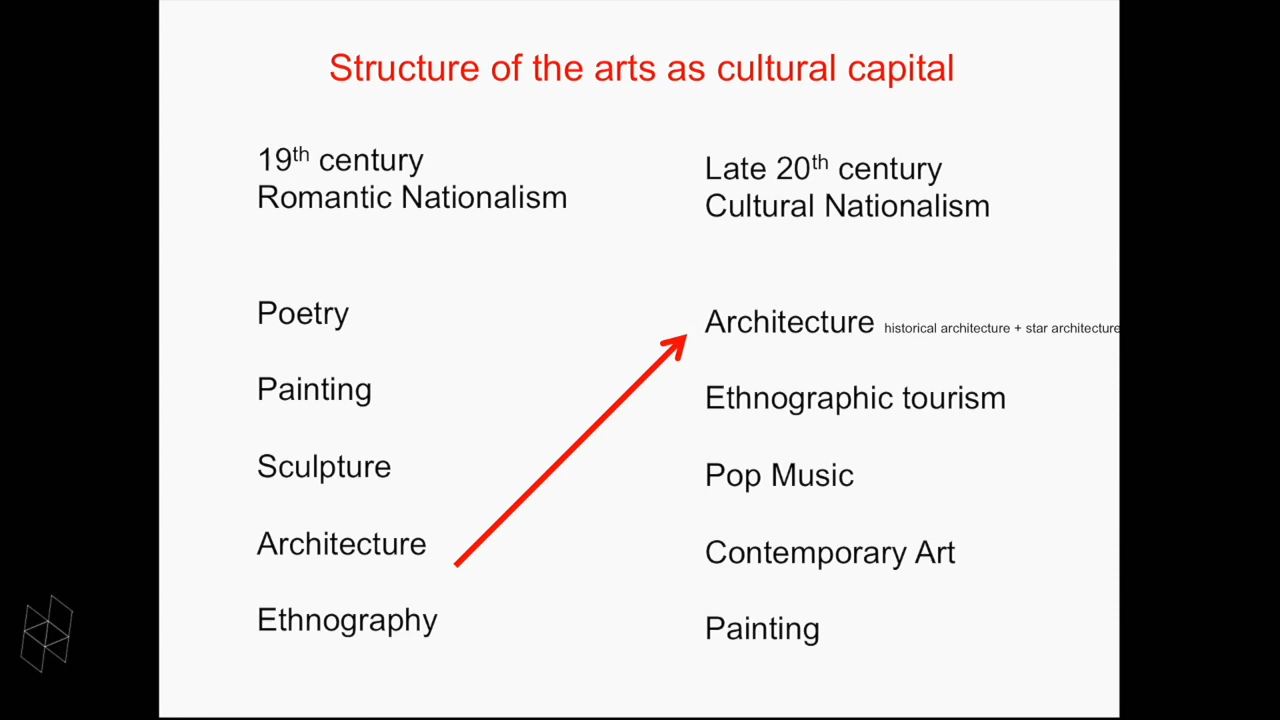 Structure of the arts as cultural capital
19th century
Romantic Nationalism
Poetry
Painting
Sculpture
Architecture
Ethnography
Late 20th century
Cultural Nationalism
Architecture historical architecture + star architecture
Ethnographic tourism
Pop Music
Contemporary Art
Painting